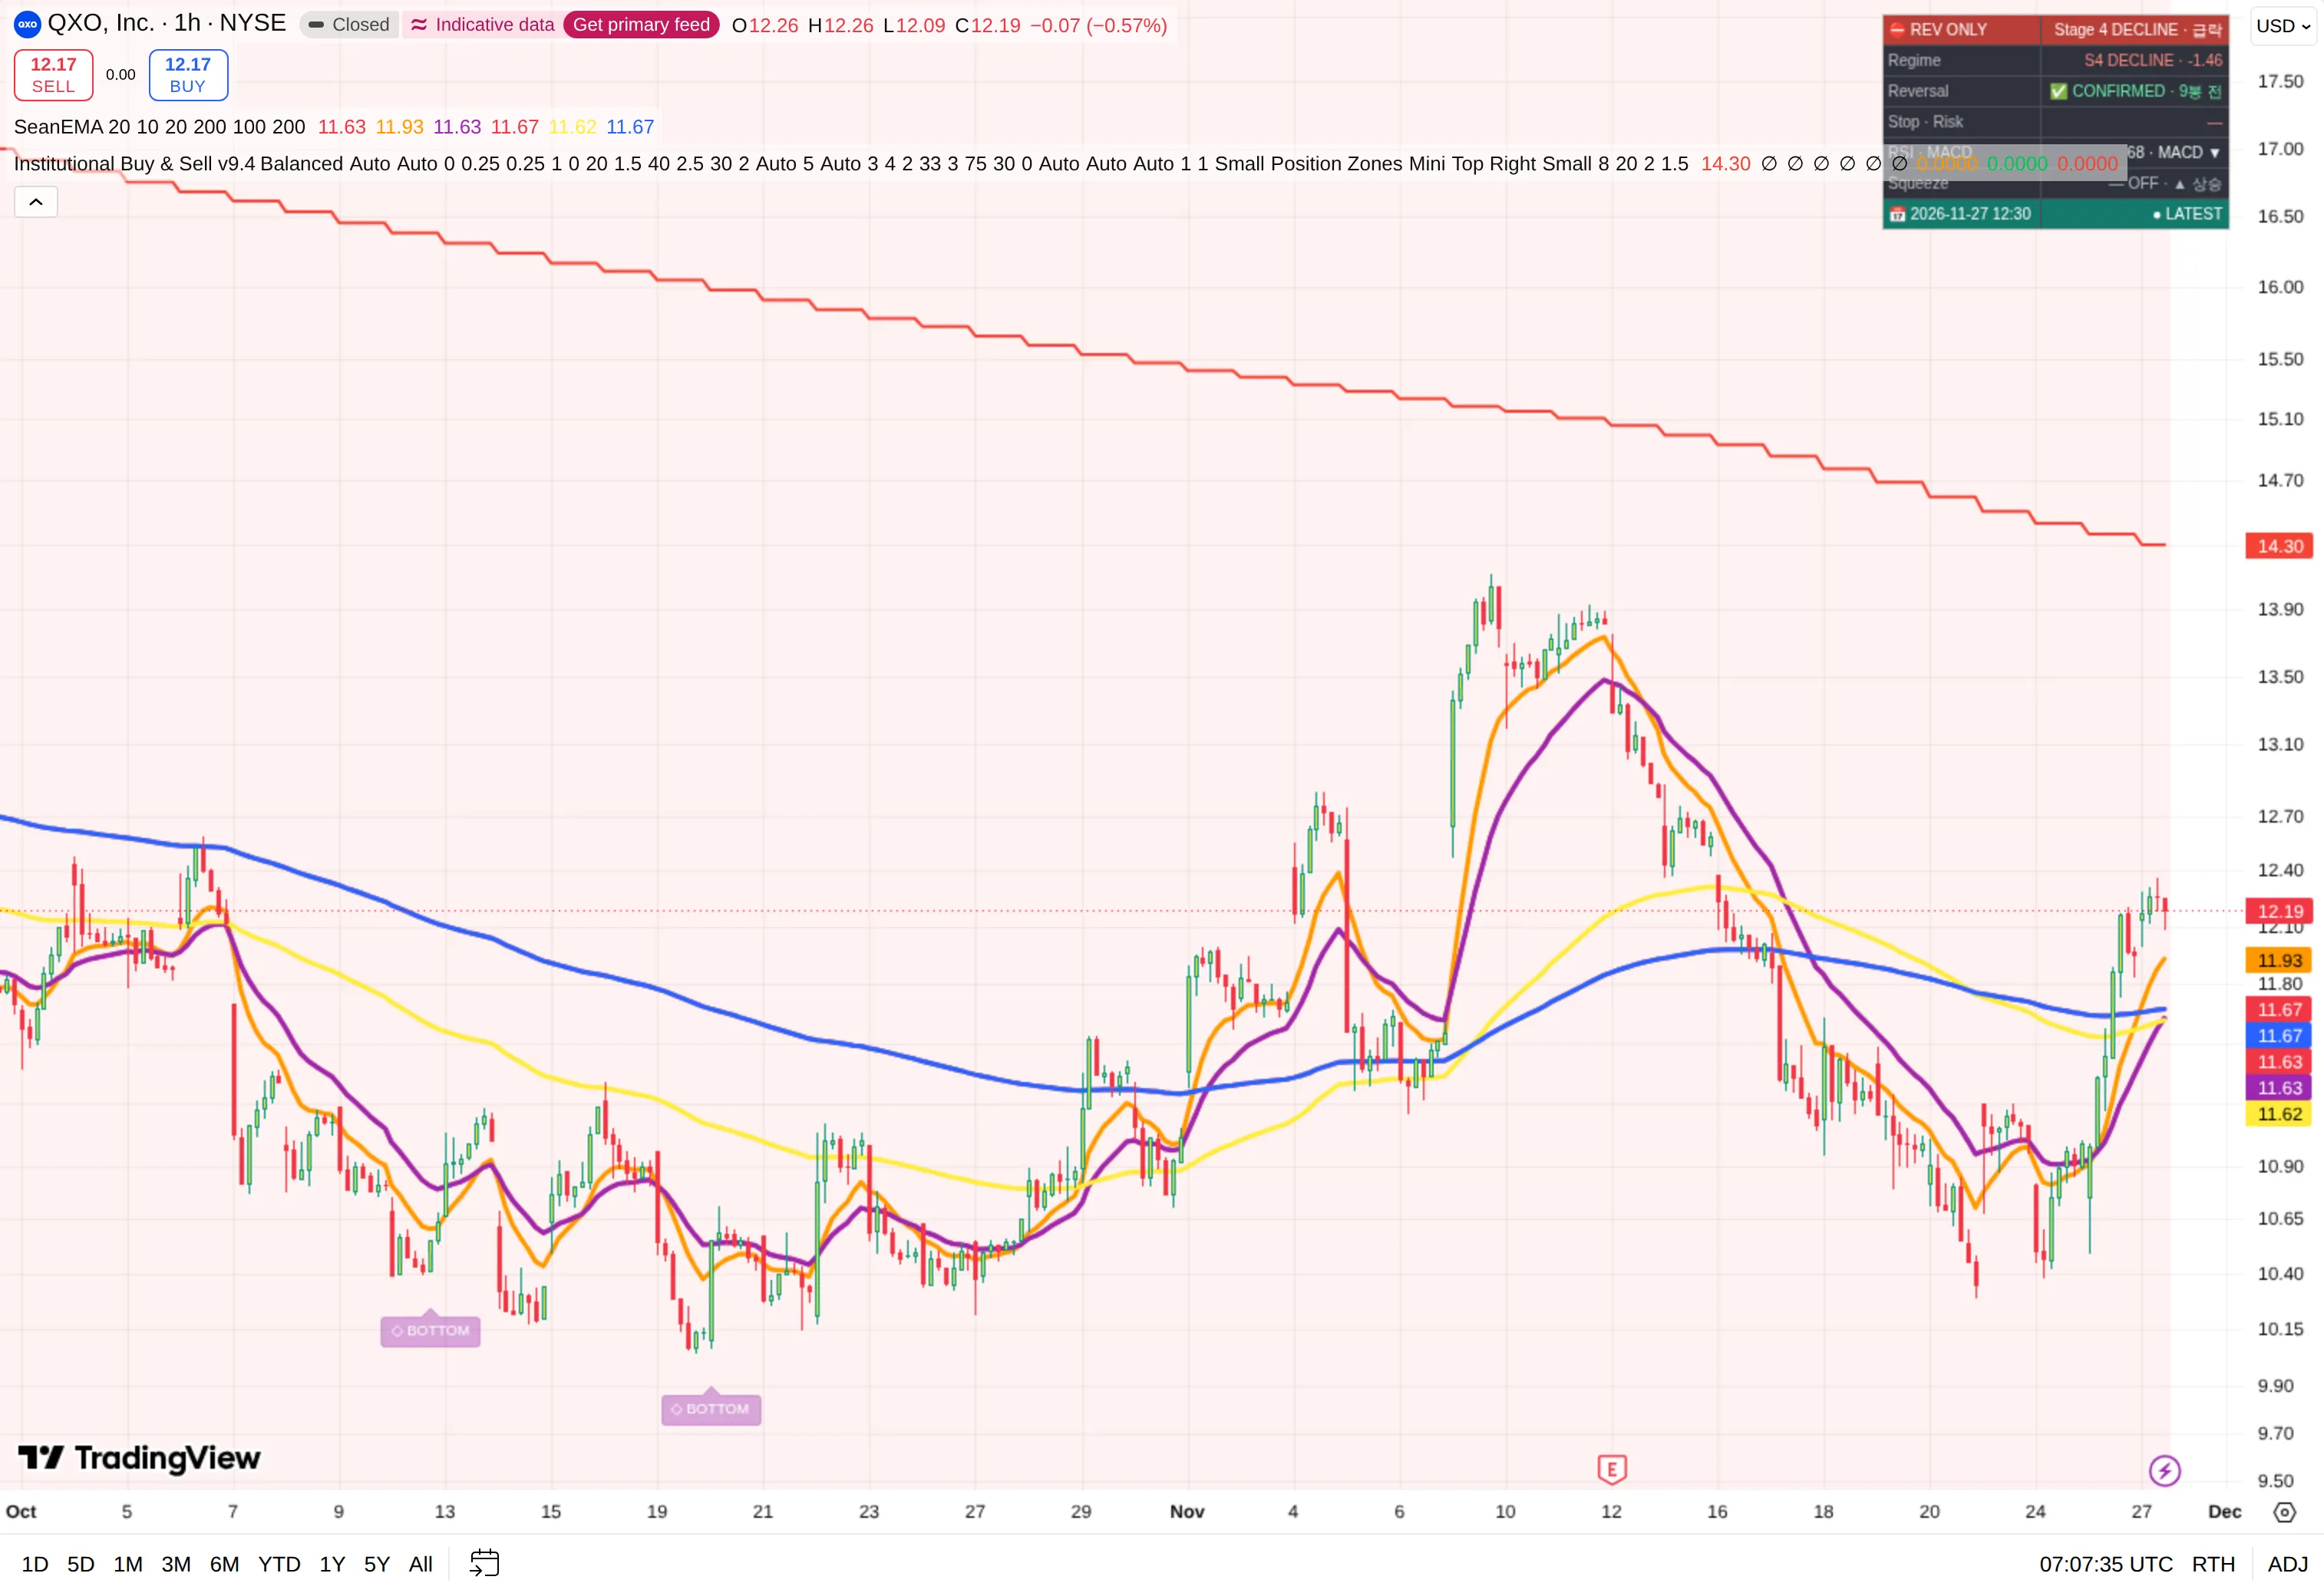 QXO, Inc. · 1h · NYSE Closed ≈ Indicative data Get primary feed O12.26 H12.26 L12.09 C12.19 −0.07 (−0.57%)
12.17 SELL 0.00 12.17 BUY
SeanEMA 20 10 20 200 100 200 11.63 11.93 11.63 11.67 11.62 11.67
Institutional Buy & Sell v9.4 Balanced Auto Auto 0 0.25 0.25 1 0 20 1.5 40 2.5 30 2 Auto 5 Auto 3 4 2 33 3 75 30 0 Auto Auto Auto 1 1 Small Position Zones Mini Top Right Small 8 20 2 1.5 14.30 ∅ ∅ ∅ ∅ ∅ ∅ 0.0000 0.0000 0.0000
⛔ REV ONLY Stage 4 DECLINE · 급락
Regime S4 DECLINE · -1.46
Reversal ✅ CONFIRMED · 9봉 전
Stop · Risk —
RSI · MACD 68 · MACD ▼
Squeeze — OFF · ▲ 상승
📅 2026-11-27 12:30 ● LATEST
USD
17.50
17.00
16.50
16.00
15.50
15.10
14.70
14.30
13.90
13.50
13.10
12.70
12.40
12.19
12.10
11.93
11.80
11.67
11.67
11.63
11.63
11.62
10.90
10.65
10.40
10.15
9.90
9.70
9.50
◇ BOTTOM
◇ BOTTOM
TradingView
E
Oct 5 7 9 13 15 19 21 23 27 29 Nov 4 6 10 12 16 18 20 24 27 Dec
1D 5D 1M 3M 6M YTD 1Y 5Y All 07:07:35 UTC RTH ADJ